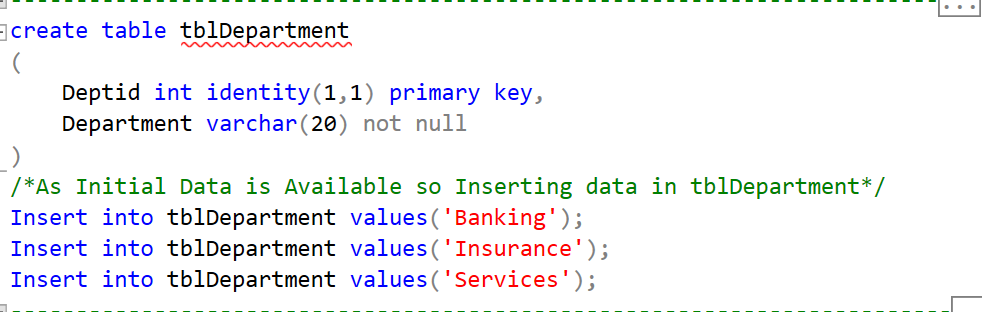 create table tblDepartment
(
Deptid int identity(1,1) primary key,
Department varchar(20) not null
)
/*As Initial Data is Available so Inserting data in tblDepartment*/
Insert into tblDepartment values('Banking');
Insert into tblDepartment values('Insurance');
Insert into tblDepartment values('Services');